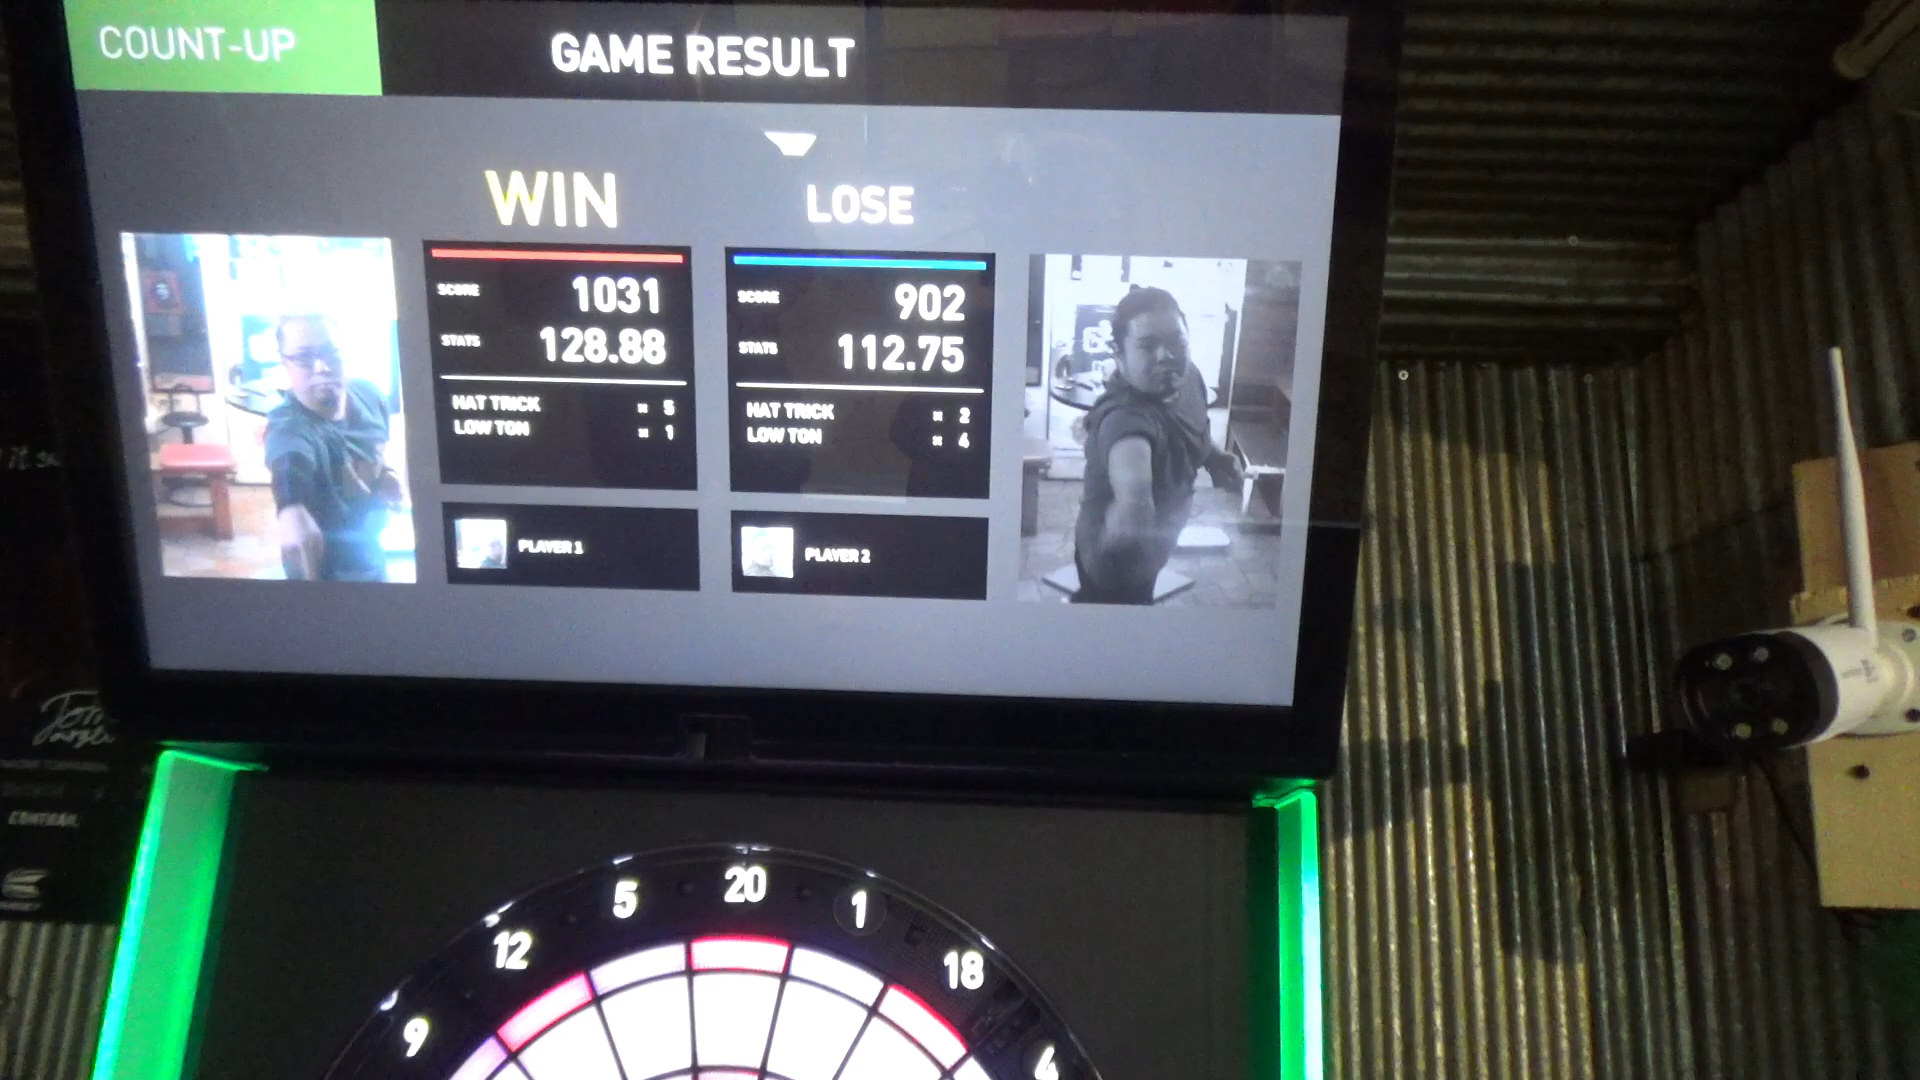 COUNT-UP
GAME RESULT
WIN
LOSE
SCORE 1031
STATS 128.88
HAT TRICK × 5
LOW TON × 1
PLAYER 1
SCORE 902
STATS 112.75
HAT TRICK × 2
LOW TON × 4
PLAYER 2
CONTRAIL
TARGET
9
12
5
20
1
18
4